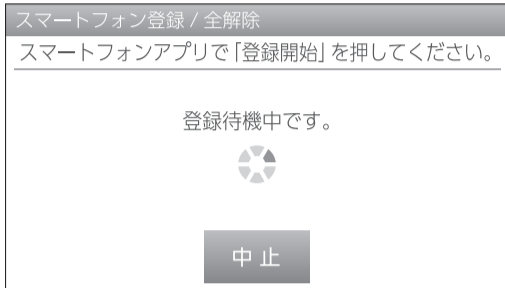 スマートフォン登録 / 全解除
スマートフォンアプリで「登録開始」を押してください。
登録待機中です。
中止